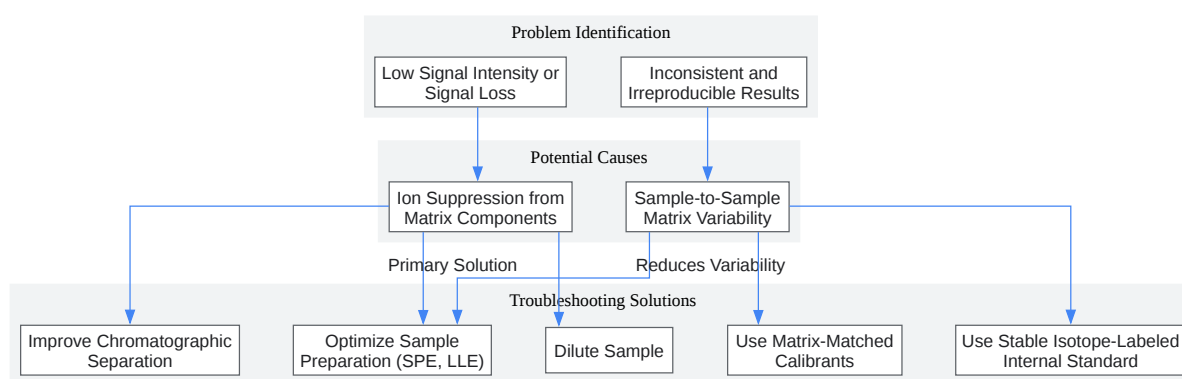 Problem Identification
Low Signal Intensity or
Signal Loss
Inconsistent and
Irreproducible Results
Potential Causes
Ion Suppression from
Matrix Components
Sample-to-Sample
Matrix Variability
Primary Solution
Reduces Variability
Troubleshooting Solutions
Improve Chromatographic
Separation
Optimize Sample
Preparation (SPE, LLE)
Dilute Sample
Use Matrix-Matched
Calibrants
Use Stable Isotope-Labeled
Internal Standard